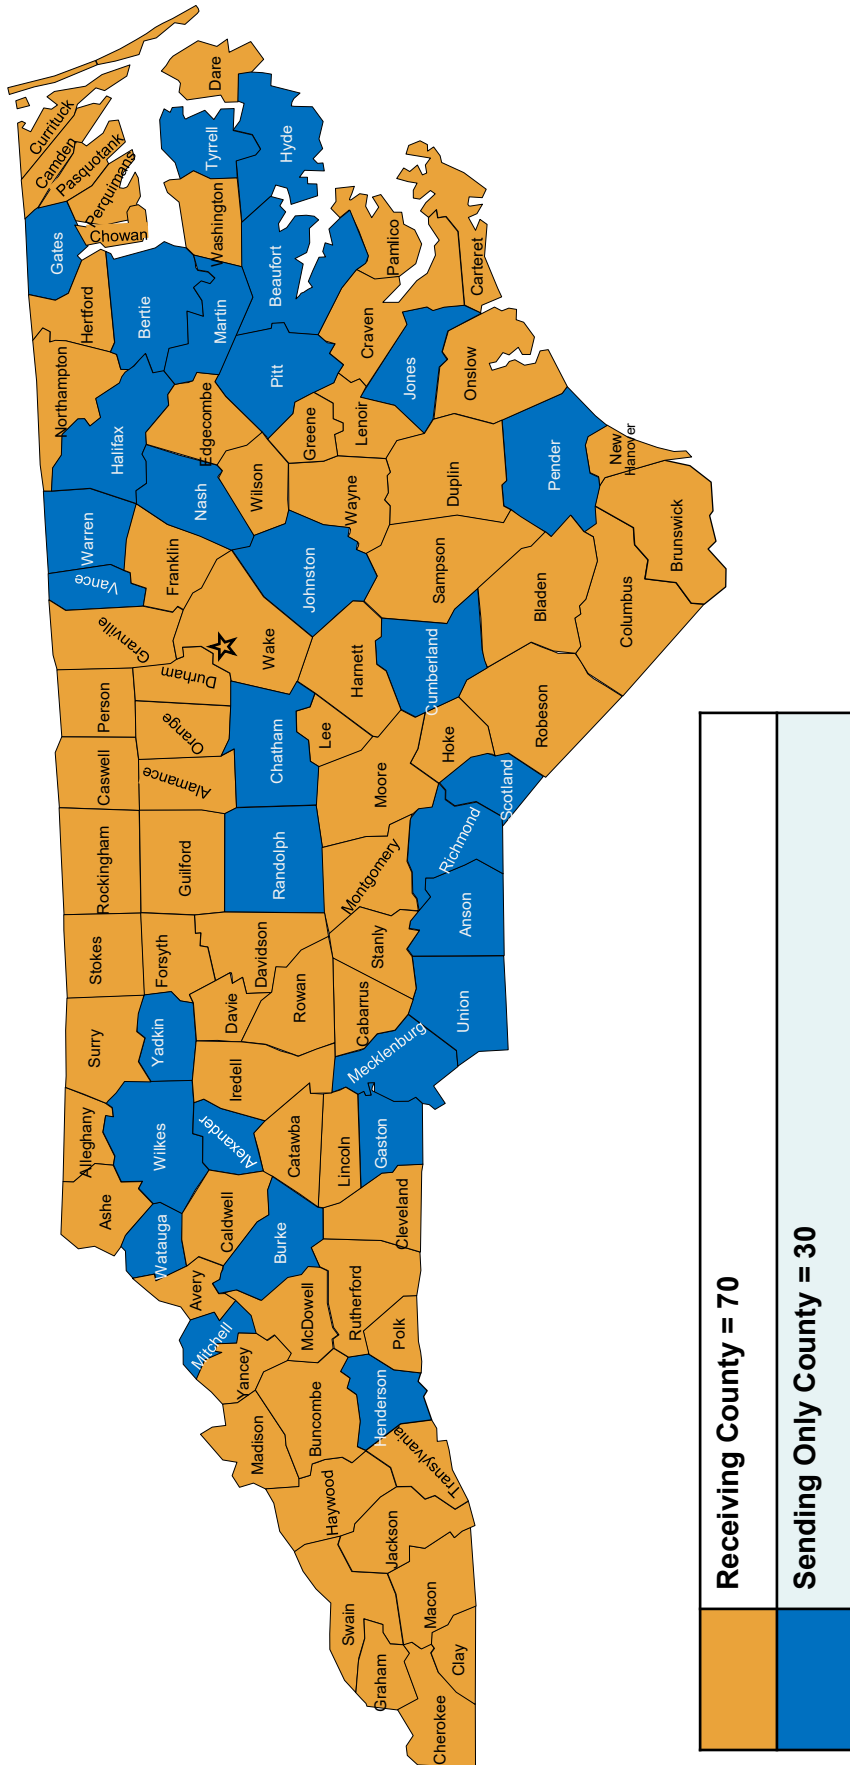 Cherokee
Graham
Swain
Clay
Macon
Jackson
Haywood
Transylvania
Madison
Buncombe
Henderson
Yancey
Mitchell
Avery
McDowell
Polk
Rutherford
Watauga
Ashe
Alleghany
Caldwell
Burke
Cleveland
Wilkes
Alexander
Catawba
Lincoln
Gaston
Surry
Yadkin
Iredell
Mecklenburg
Stokes
Forsyth
Davie
Davidson
Rowan
Cabarrus
Stanly
Union
Rockingham
Guilford
Randolph
Montgomery
Anson
Richmond
Caswell
Alamance
Person
Orange
Durham
Chatham
Lee
Moore
Hoke
Scotland
Granville
Wake
Harnett
Cumberland
Robeson
Vance
Warren
Franklin
Johnston
Sampson
Bladen
Columbus
Brunswick
Northampton
Halifax
Nash
Edgecombe
Wilson
Wayne
Greene
Lenoir
Duplin
Pender
New
Hanover
Hertford
Bertie
Martin
Pitt
Craven
Jones
Onslow
Gates
Chowan
Perquimans
Pasquotank
Camden
Currituck
Washington
Tyrrell
Dare
Beaufort
Hyde
Pamlico
Carteret
Receiving County = 70
Sending Only County = 30